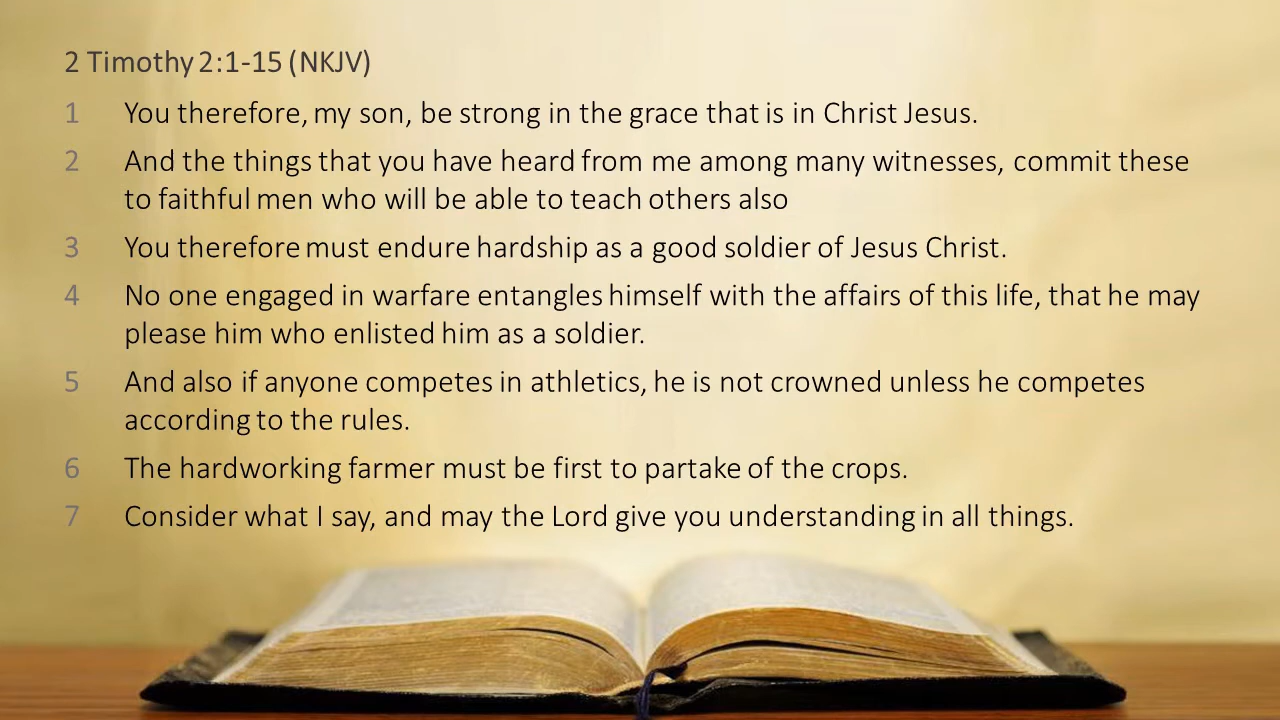 2 Timothy 2:1-15 (NKJV)
1 You therefore, my son, be strong in the grace that is in Christ Jesus.
2 And the things that you have heard from me among many witnesses, commit these
to faithful men who will be able to teach others also
3 You therefore must endure hardship as a good soldier of Jesus Christ.
4 No one engaged in warfare entangles himself with the affairs of this life, that he may
please him who enlisted him as a soldier.
5 And also if anyone competes in athletics, he is not crowned unless he competes
according to the rules.
6 The hardworking farmer must be first to partake of the crops.
7 Consider what I say, and may the Lord give you understanding in all things.